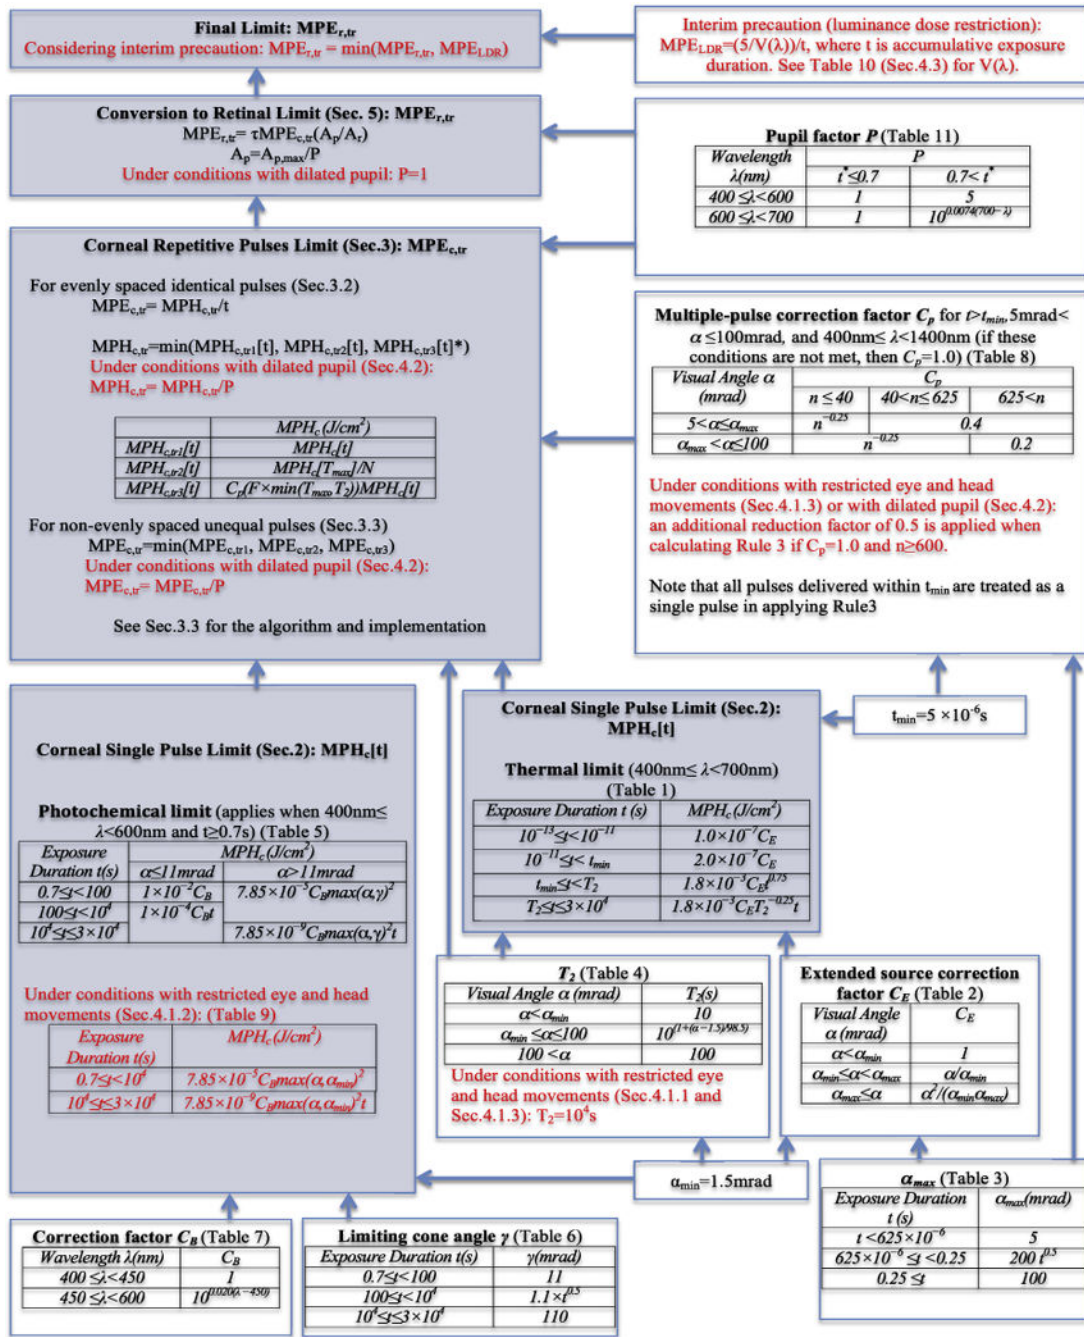 Final Limit: MPEr,tr
Considering interim precaution: MPEr,tr = min(MPEr,tr, MPELDR)
Interim precaution (luminance dose restriction):
MPELDR=(5/V(λ))/t, where t is accumulative exposure
duration. See Table 10 (Sec.4.3) for V(λ).
Conversion to Retinal Limit (Sec. 5): MPEr,tr
MPEr,tr= τMPEc,tr(Ap/Ar)
Ap=Ap,max/P
Under conditions with dilated pupil: P=1
Pupil factor P (Table 11)
Wavelength P
λ(nm) t*≤0.7 0.7< t*
400 ≤λ<600 1 5
600 ≤λ<700 1 10^0.0074(700−λ)
Corneal Repetitive Pulses Limit (Sec.3): MPEc,tr
For evenly spaced identical pulses (Sec.3.2)
MPEc,tr= MPHc,tr/t
MPHc,tr=min(MPHc,tr1[t], MPHc,tr2[t], MPHc,tr3[t]*)
Under conditions with dilated pupil (Sec.4.2):
MPHc,tr= MPHc,tr/P
MPHc(J/cm²)
MPHc,tr1[t] MPHc[t]
MPHc,tr2[t] MPHc[Tmax]/N
MPHc,tr3[t] Cp(F×min(Tmax,T2))MPHc[t]
For non-evenly spaced unequal pulses (Sec.3.3)
MPEc,tr=min(MPEc,tr1, MPEc,tr2, MPEc,tr3)
Under conditions with dilated pupil (Sec.4.2):
MPEc,tr= MPEc,tr/P
See Sec.3.3 for the algorithm and implementation
Multiple-pulse correction factor Cp for t>tmin,5mrad<
α ≤100mrad, and 400nm≤ λ<1400nm (if these
conditions are not met, then Cp=1.0) (Table 8)
Visual Angle α Cp
(mrad) n ≤ 40 40<n≤ 625 625<n
5<α≤αmax n^−0.25 0.4
αmax <α≤100 n^−0.25 0.2
Under conditions with restricted eye and head
movements (Sec.4.1.3) or with dilated pupil (Sec.4.2):
an additional reduction factor of 0.5 is applied when
calculating Rule 3 if Cp=1.0 and n≥600.
Note that all pulses delivered within tmin are treated as a
single pulse in applying Rule3
tmin=5 ×10^-6s
Corneal Single Pulse Limit (Sec.2): MPHc[t]
Photochemical limit (applies when 400nm≤
λ<600nm and t≥0.7s) (Table 5)
Exposure MPHc(J/cm²)
Duration t(s) α≤11mrad α>11mrad
0.7≤t<100 1×10^-2CB 7.85×10^-5CBmax(α,γ)²
100≤t<10^4 1×10^-4CBt
10^4≤t≤3×10^4 7.85×10^-9CBmax(α,γ)²t
Under conditions with restricted eye and head
movements (Sec.4.1.2): (Table 9)
Exposure MPHc(J/cm²)
Duration t(s)
0.7≤t<10^4 7.85×10^-5CBmax(α,αmin)²
10^4≤t≤3×10^4 7.85×10^-9CBmax(α,αmin)²t
Corneal Single Pulse Limit (Sec.2):
MPHc[t]
Thermal limit (400nm≤ λ<700nm)
(Table 1)
Exposure Duration t (s) MPHc(J/cm²)
10^-13≤t<10^-11 1.0×10^-7CE
10^-11≤t< tmin 2.0×10^-7CE
tmin≤t<T2 1.8×10^-3CEt^0.75
T2≤t≤3×10^4 1.8×10^-3CET2^-0.25t
T2 (Table 4)
Visual Angle α (mrad) T2(s)
α<αmin 10
αmin ≤α≤100 10^(1+(α−1.5)/98.5)
100 <α 100
Under conditions with restricted eye
and head movements (Sec.4.1.1 and
Sec.4.1.3): T2=10^4s
Extended source correction
factor CE (Table 2)
Visual Angle CE
α (mrad)
α<αmin 1
αmin≤α<αmax α/αmin
αmax≤α α²/(αminαmax)
αmin=1.5mrad
αmax (Table 3)
Exposure Duration αmax(mrad)
t (s)
t <625×10^-6 5
625×10^-6 ≤t <0.25 200 t^0.5
0.25 ≤t 100
Correction factor CB (Table 7)
Wavelength λ(nm) CB
400 ≤λ<450 1
450 ≤λ<600 10^0.020(λ−450)
Limiting cone angle γ (Table 6)
Exposure Duration t(s) γ(mrad)
0.7≤t<100 11
100≤t<10^4 1.1×t^0.5
10^4≤t≤3×10^4 110